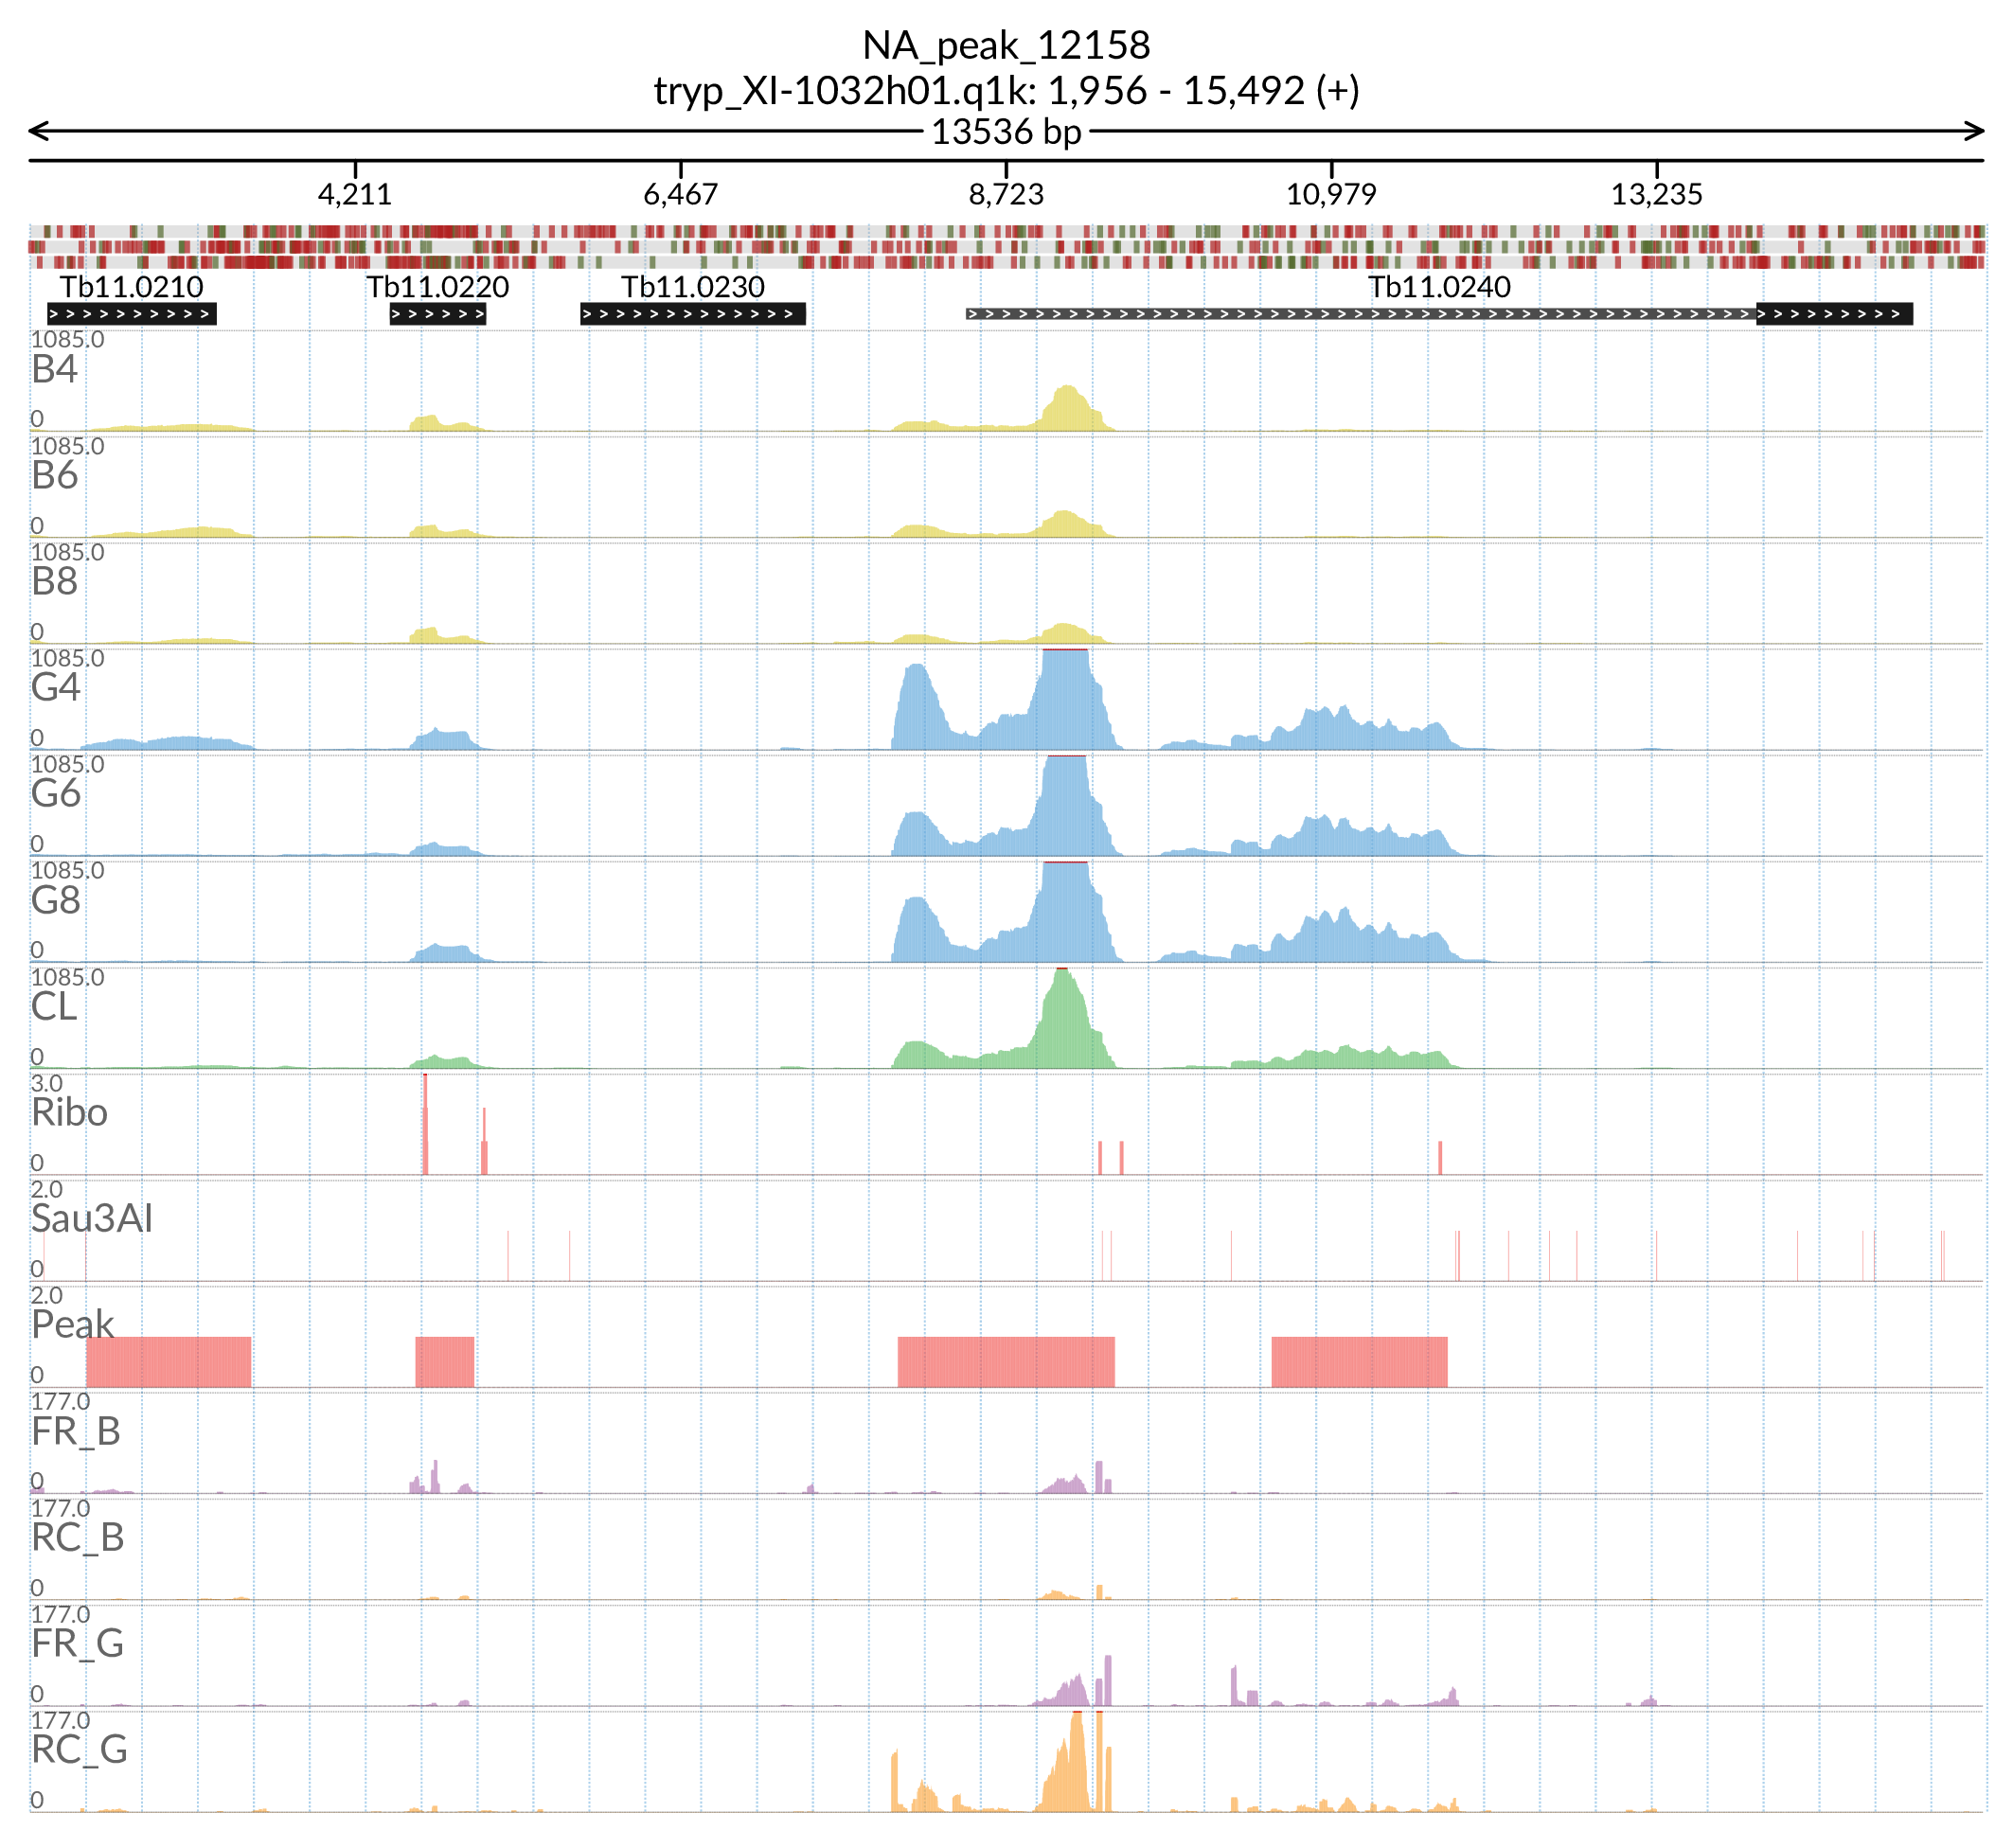 NA_peak_12158
tryp_XI-1032h01.q1k: 1,956 - 15,492 (+)
13536 bp
4,211 6,467 8,723 10,979 13,235
Tb11.0210 Tb11.0220 Tb11.0230 Tb11.0240
1085.0
B4
0
1085.0
B6
0
1085.0
B8
0
1085.0
G4
0
1085.0
G6
0
1085.0
G8
0
1085.0
CL
0
3.0
Ribo
0
2.0
Sau3AI
0
2.0
Peak
0
177.0
FR_B
0
177.0
RC_B
0
177.0
FR_G
0
177.0
RC_G
0